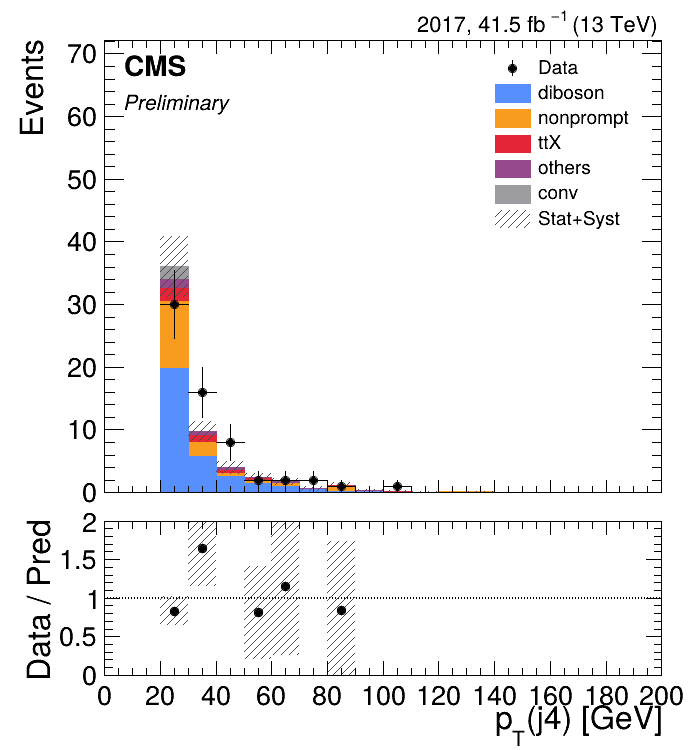 2017, 41.5 fb⁻¹ (13 TeV)
CMS
Preliminary
Events
70
60
50
40
30
20
10
0
Data
diboson
nonprompt
ttX
others
conv
Stat+Syst
Data / Pred
2
1.5
1
0.5
0
0 20 40 60 80 100 120 140 160 180 200
p_T(j4) [GeV]